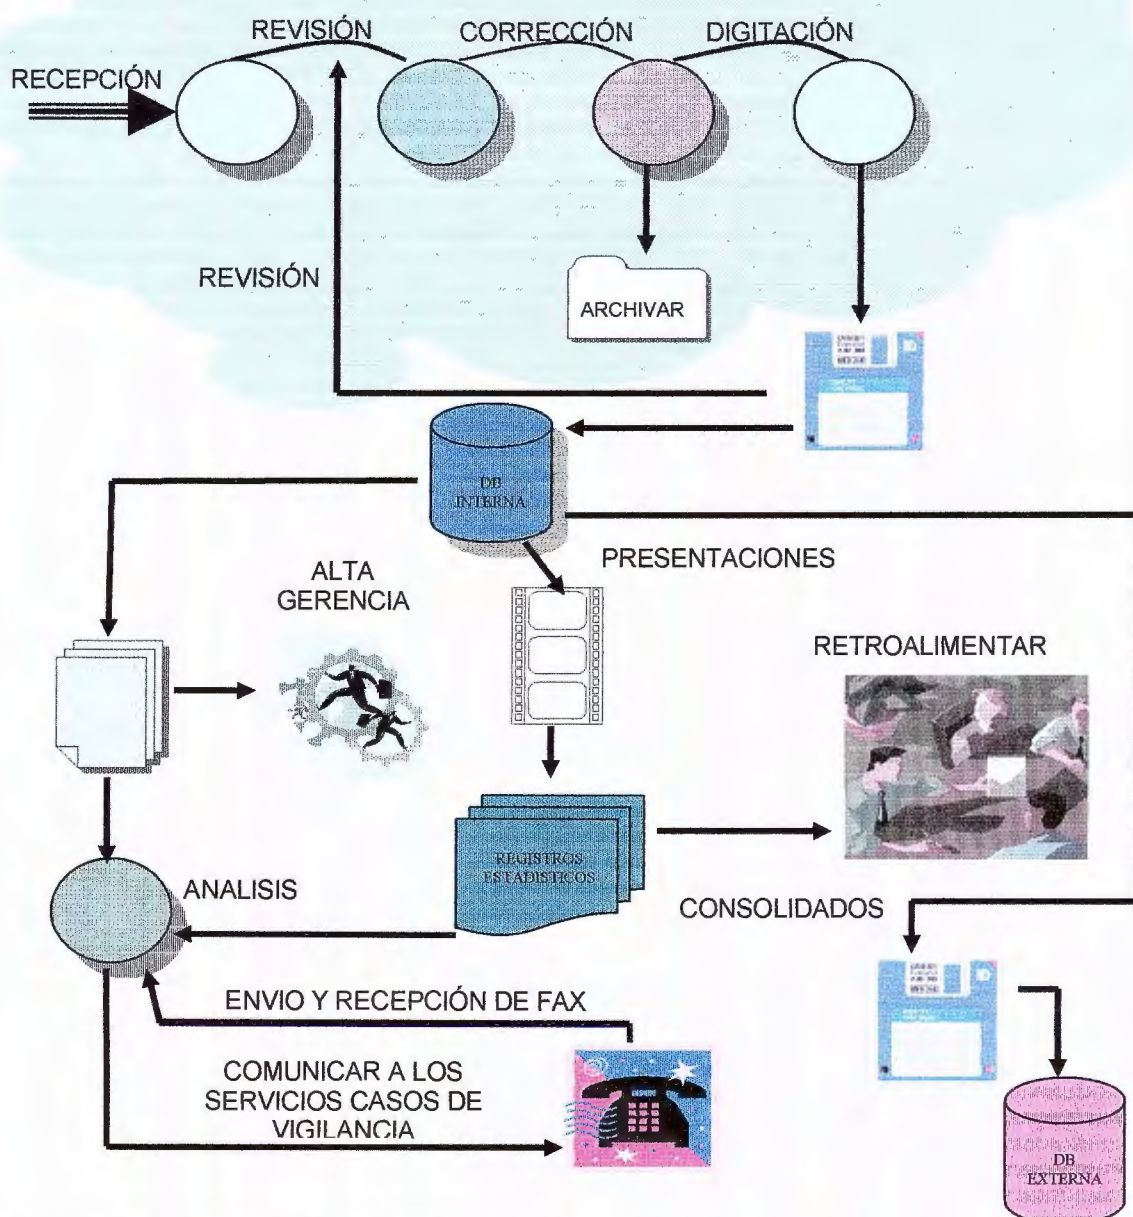 REVISIÓN
CORRECCIÓN
DIGITACIÓN
RECEPCIÓN
REVISIÓN
ARCHIVAR
DB
INTERNA
PRESENTACIONES
ALTA
GERENCIA
RETROALIMENTAR
REGISTROS
ESTADISTICOS
ANALISIS
CONSOLIDADOS
ENVIO Y RECEPCIÓN DE FAX
COMUNICAR A LOS
SERVICIOS CASOS DE
VIGILANCIA
DB
EXTERNA